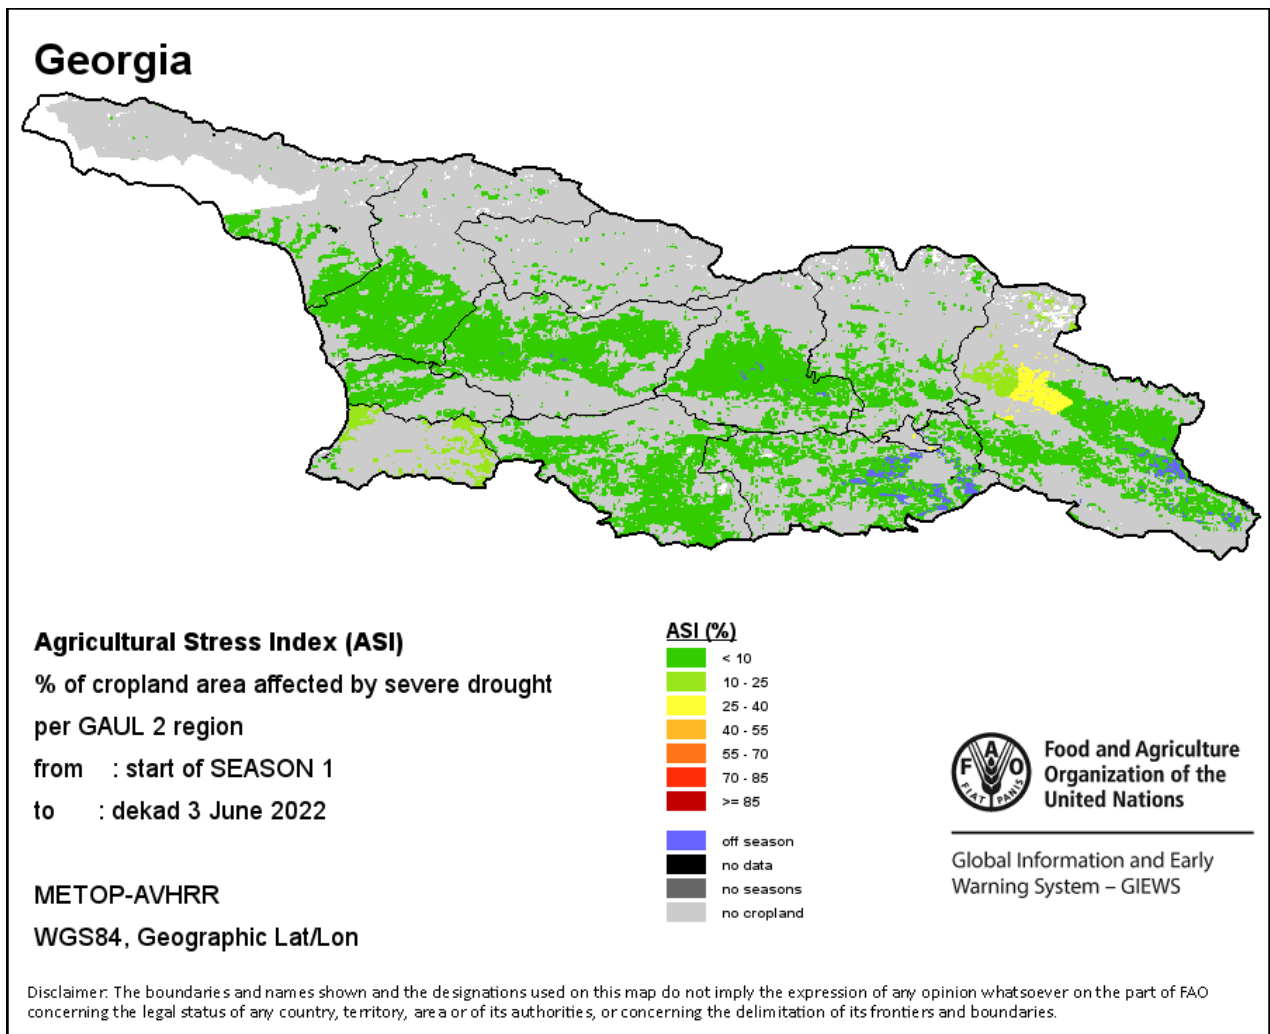 Georgia
Agricultural Stress Index (ASI)
% of cropland area affected by severe drought
per GAUL 2 region
from : start of SEASON 1
to : dekad 3 June 2022
METOP-AVHRR
WGS84, Geographic Lat/Lon
ASI (%)
< 10
10 - 25
25 - 40
40 - 55
55 - 70
70 - 85
>= 85
off season
no data
no seasons
no cropland
F A O
FIAT PANIS
Food and Agriculture
Organization of the
United Nations
Global Information and Early
Warning System – GIEWS
Disclaimer: The boundaries and names shown and the designations used on this map do not imply the expression of any opinion whatsoever on the part of FAO
concerning the legal status of any country, territory, area or of its authorities, or concerning the delimitation of its frontiers and boundaries.